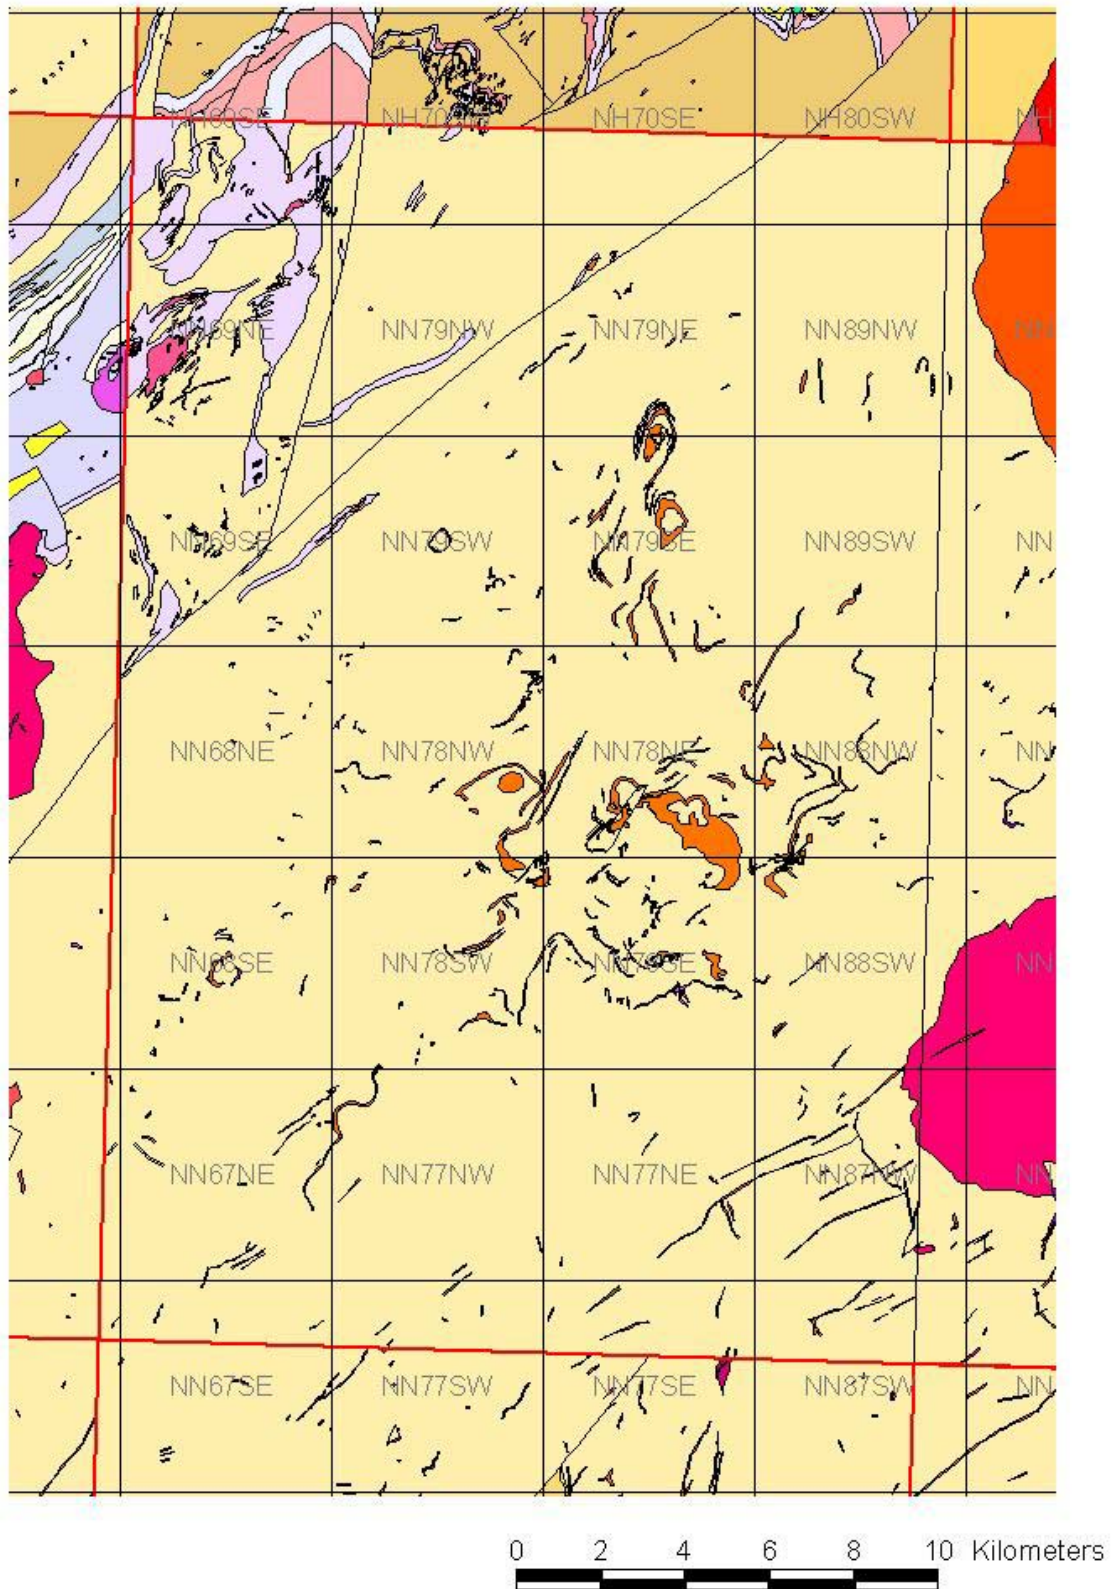 NH60SE NH70SW NH70SE NH80SW NH
NN69NE NN79NW NN79NE NN89NW NN
NN69SE NN79SW NN79SE NN89SW NN
NN68NE NN78NW NN78NE NN88NW NN
NN68SE NN78SW NN78SE NN88SW NN
NN67NE NN77NW NN77NE NN87NW NN
NN67SE NN77SW NN77SE NN87SW NN
0 2 4 6 8 10 Kilometers